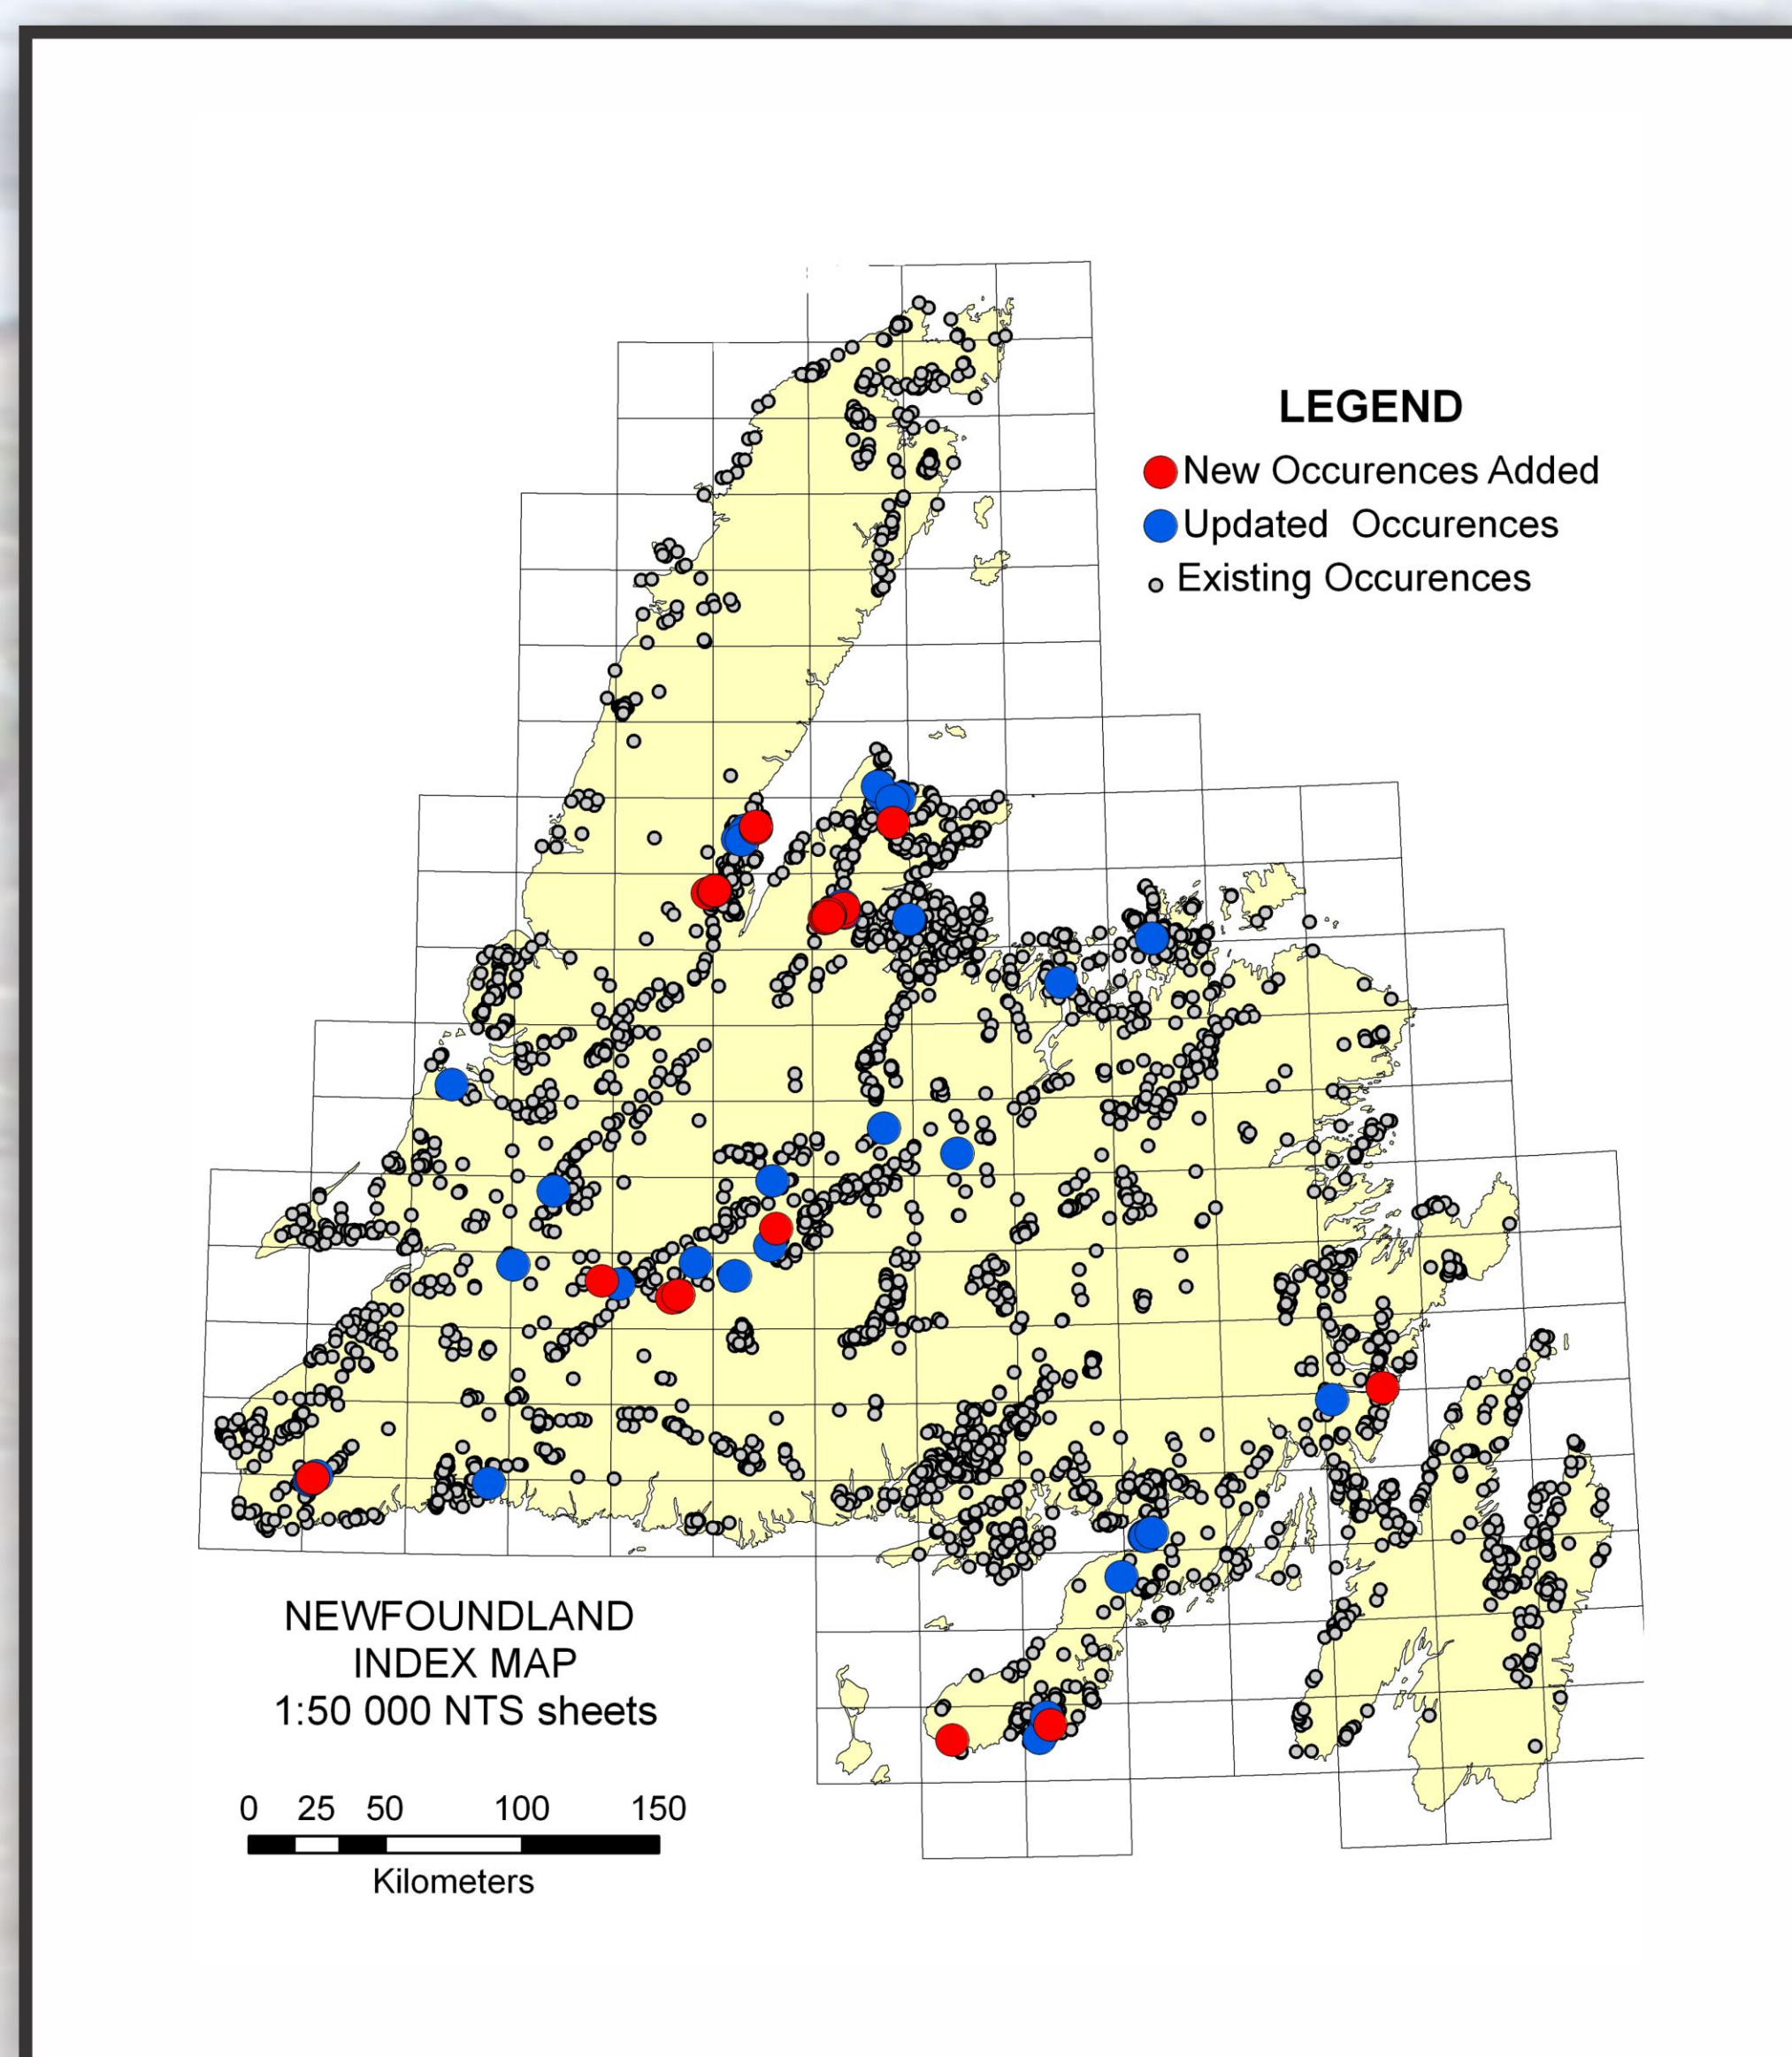 LEGEND
New Occurences Added
Updated Occurences
Existing Occurences
NEWFOUNDLAND
INDEX MAP
1:50 000 NTS sheets
0 25 50 100 150
Kilometers